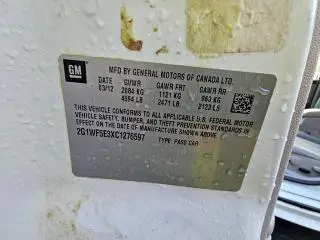 GM
MFD BY GENERAL MOTORS OF CANADA LTD.
DATE GVWR GAWR FRT GAWR RR
03/12 2084 KG 1121 KG 963 KG
4594 LB 2471 LB 2123 LB
THIS VEHICLE CONFORMS TO ALL APPLICABLE U.S. FEDERAL MOTOR
VEHICLE SAFETY, BUMPER, AND THEFT PREVENTION STANDARDS
IN EFFECT ON THE DATE OF MANUFACTURE SHOWN ABOVE.
2G1WF5E3XC1276597 TYPE: PASS CAR